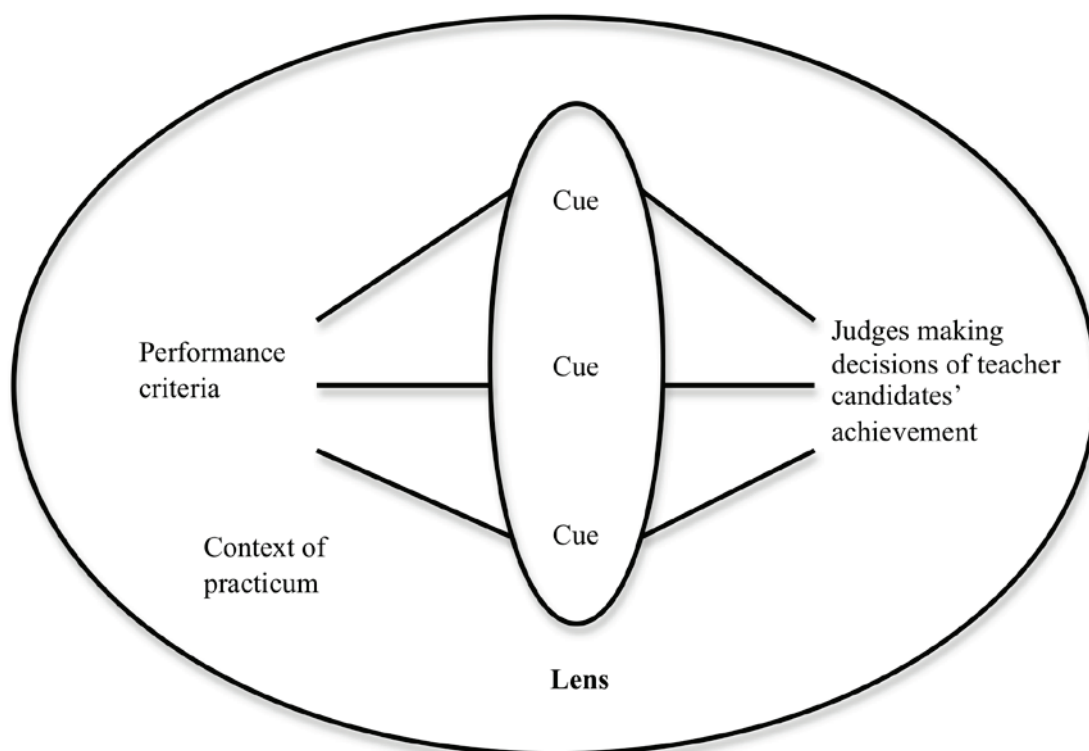 Cue
Performance
criteria
Cue
Judges making
decisions of teacher
candidates’
achievement
Context of
practicum
Cue
Lens